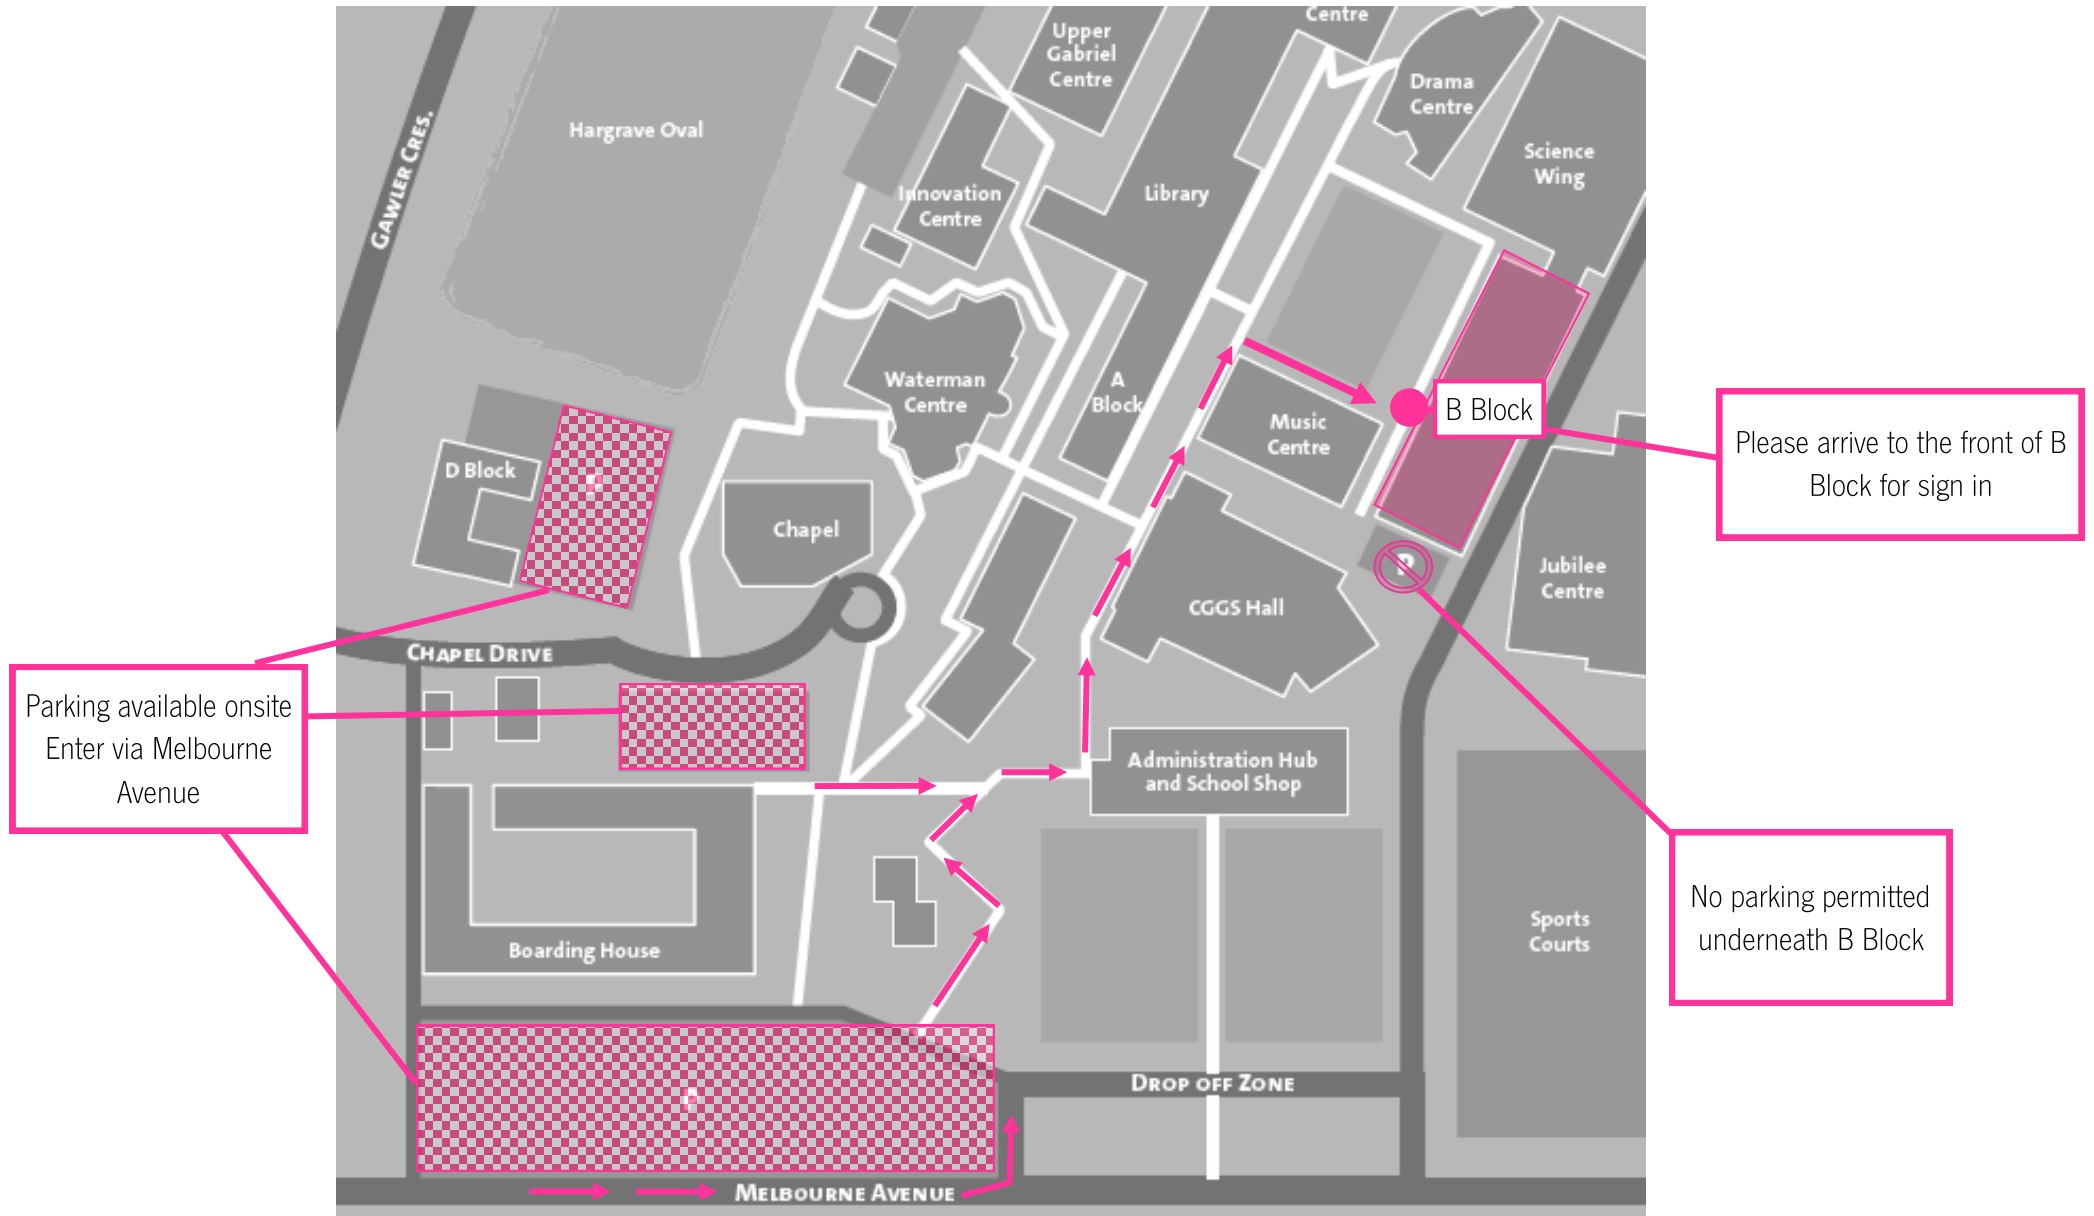 Centre
Upper
Gabriel
Centre
Drama
Centre
Hargrave Oval
GAWLER CRES.
Science
Wing
Innovation
Centre
Library
Waterman
Centre
A
Block
Music
Centre
B Block
Please arrive to the front of B
Block for sign in
D Block
P
Chapel
P
Jubilee
Centre
CGGS Hall
CHAPEL DRIVE
Parking available onsite
Enter via Melbourne
Avenue
Administration Hub
and School Shop
No parking permitted
underneath B Block
Sports
Courts
Boarding House
DROP OFF ZONE
P
MELBOURNE AVENUE